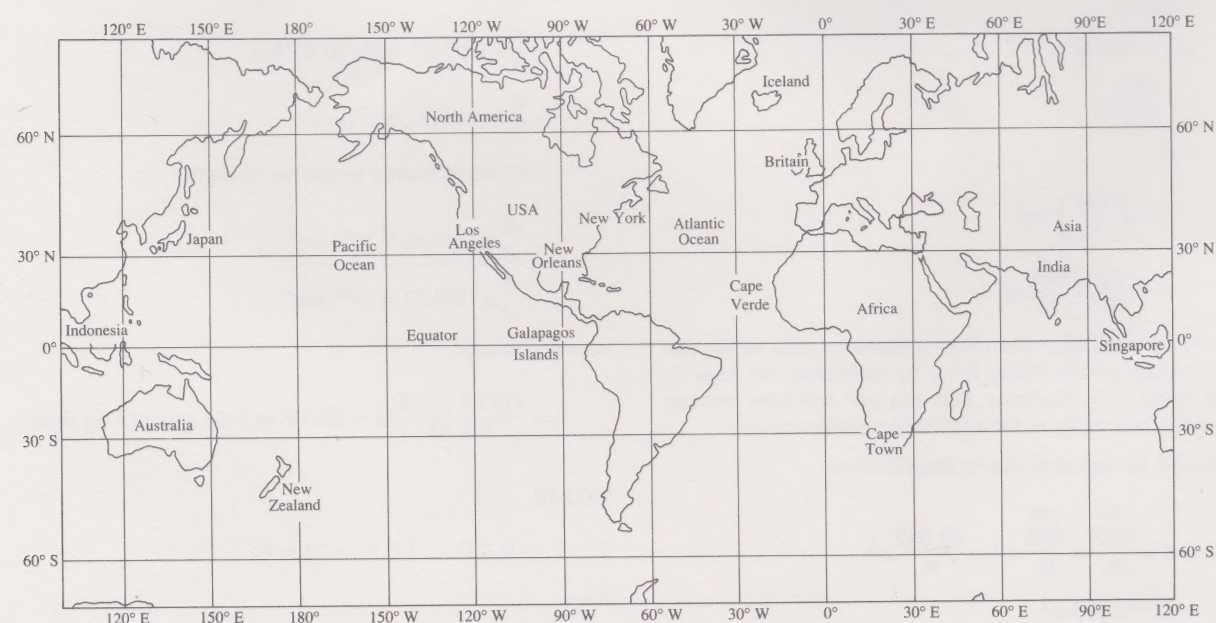 120° E 150° E 180° 150° W 120° W 90° W 60° W 30° W 0° 30° E 60° E 90° E 120° E
Iceland
North America
60° N 60° N
Britain
USA
New York
Atlantic
Ocean
Asia
Japan
Los
Angeles
Pacific
Ocean
New
Orleans
30° N 30° N
India
Cape
Verde
Africa
Indonesia
Equator
Galapagos
Islands
0° 0°
Singapore
Australia
30° S 30° S
Cape
Town
New
Zealand
60° S 60° S
120° E 150° E 180° 150° W 120° W 90° W 60° W 30° W 0° 30° E 60° E 90° E 120° E